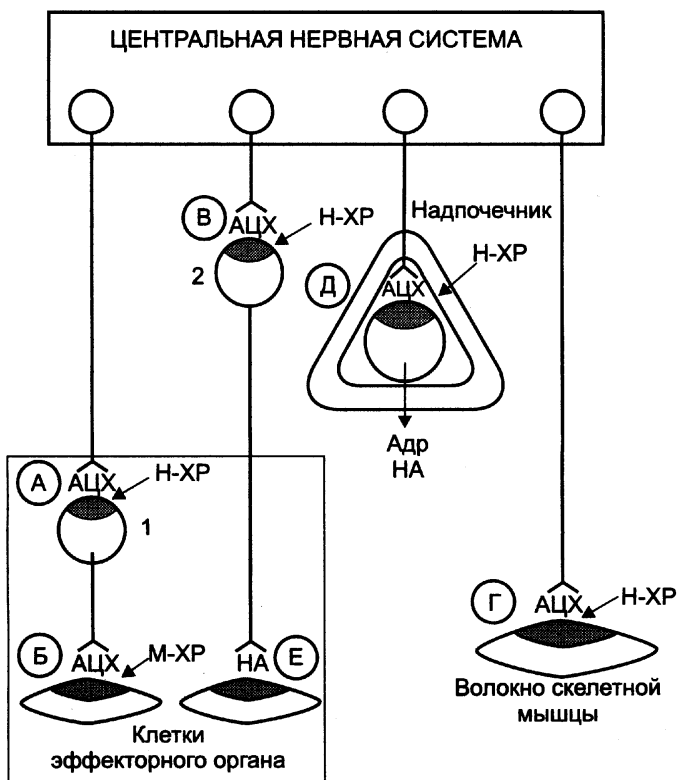 ЦЕНТРАЛЬНАЯ НЕРВНАЯ СИСТЕМА
В
АЦХ
Н-ХР
2
Надпочечник
Н-ХР
Д
АЦХ
Адр
НА
А
АЦХ
Н-ХР
1
Б
АЦХ
М-ХР
НА
Е
Клетки
эффекторного органа
Г
АЦХ
Н-ХР
Волокно скелетной
мышцы